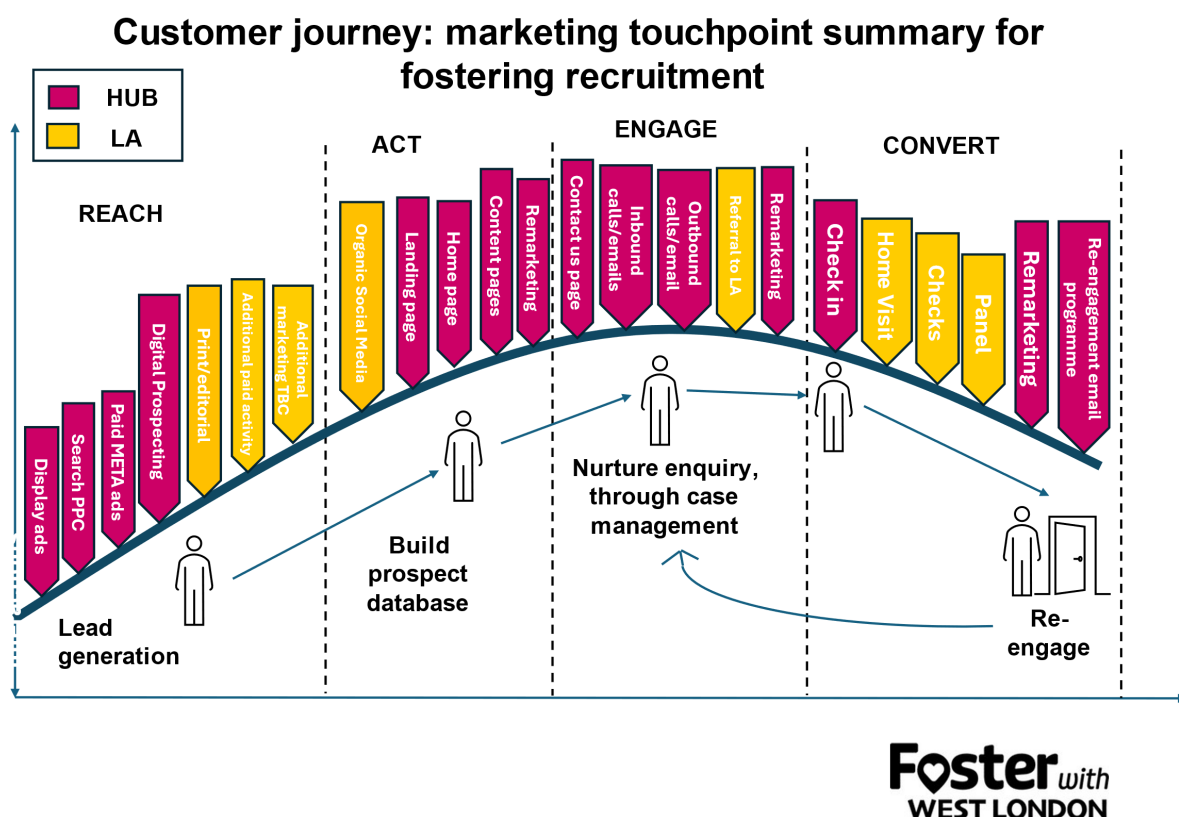 Customer journey: marketing touchpoint summary for
fostering recruitment
HUB
LA
REACH
ACT
ENGAGE
CONVERT
Display ads
Search PPC
Paid META ads
Digital Prospecting
Print/editorial
Additional paid activity
Additional
marketing TBC
Organic Social Media
Landing page
Home page
Content pages
Remarketing
Contact us page
Inbound
calls/emails
Outbound
calls/email
Referral to LA
Remarketing
Check in
Home Visit
Checks
Panel
Remarketing
Re-engagement email
programme
Lead
generation
Build
prospect
database
Nurture enquiry,
through case
management
Re-
engage
Foster with
WEST LONDON